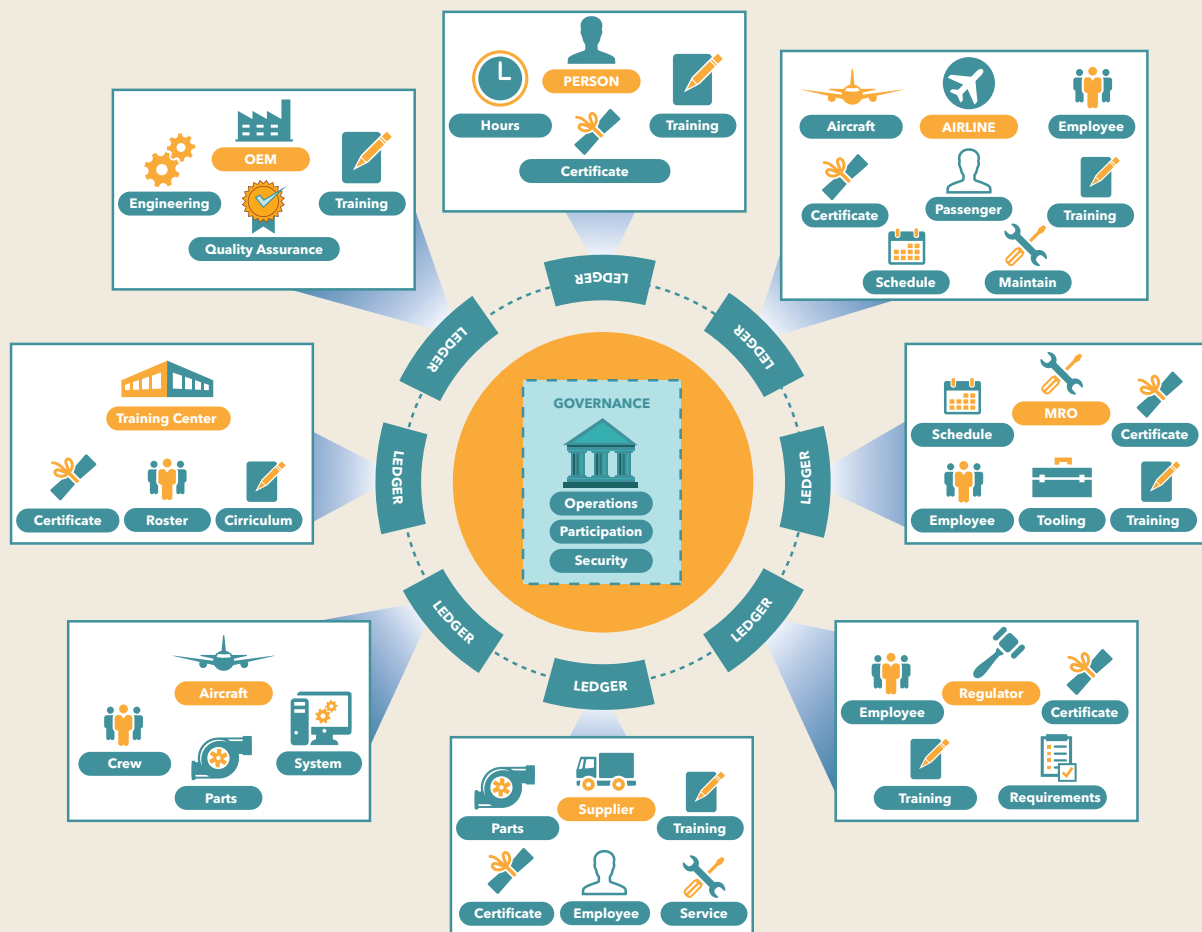 PERSON
Hours
Training
Certificate
Aircraft
AIRLINE
Employee
Certificate
Passenger
Training
Schedule
Maintain
OEM
Engineering
Training
Quality Assurance
LEDGER
LEDGER
LEDGER
Training Center
Certificate
Roster
Cirriculum
LEDGER
GOVERNANCE
Operations
Participation
Security
LEDGER
MRO
Schedule
Certificate
Employee
Tooling
Training
LEDGER
LEDGER
LEDGER
Aircraft
Crew
System
Parts
Supplier
Parts
Training
Certificate
Employee
Service
Regulator
Employee
Certificate
Training
Requirements